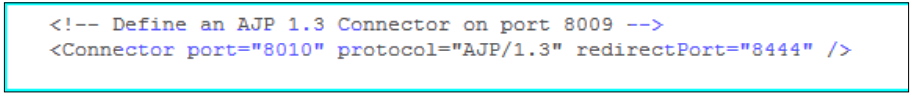 <!-- Define an AJP 1.3 Connector on port 8009 -->
<Connector port="8010" protocol="AJP/1.3" redirectPort="8444" />